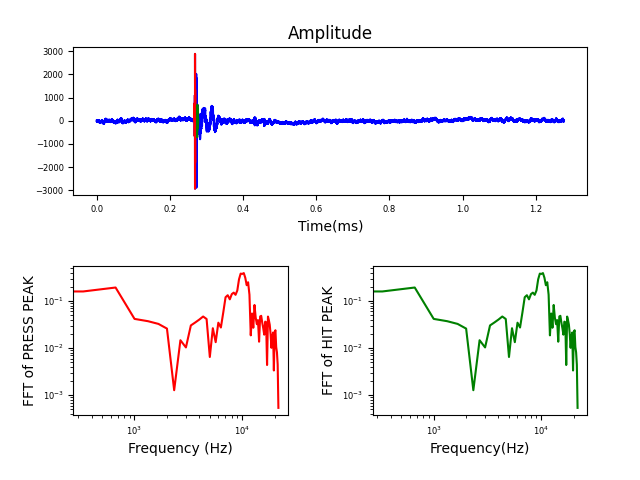 Amplitude
3000
2000
1000
0
−1000
−2000
−3000
0.0 0.2 0.4 0.6 0.8 1.0 1.2
Time(ms)
FFT of PRESS PEAK
10⁻¹
10⁻²
10⁻³
10³ 10⁴
Frequency (Hz)
FFT of HIT PEAK
10⁻¹
10⁻²
10⁻³
10³ 10⁴
Frequency(Hz)